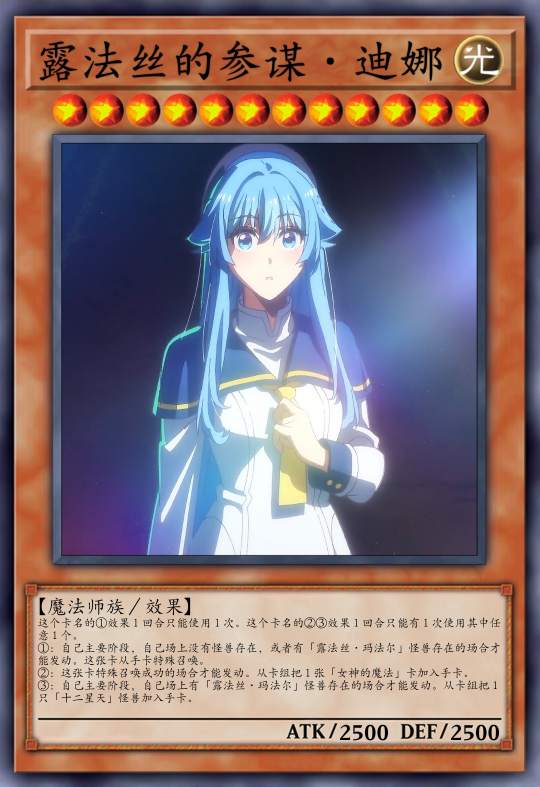 露法丝的参谋·迪娜
光
【魔法师族/效果】
这个卡名的①效果1回合只能使用1次。这个卡名的②③效果1回合只能有1次使用其中任
意1个。
①：自己主要阶段，自己场上没有怪兽存在，或者有「露法丝·玛法尔」怪兽存在的场合才
能发动。这张卡从手卡特殊召唤。
②：这张卡特殊召唤成功的场合才能发动。从卡组把1张「女神的魔法」卡加入手卡。
③：自己主要阶段，自己场上有「露法丝·玛法尔」怪兽存在的场合才能发动。从卡组把1
只「十二星天」怪兽加入手卡。
ATK/2500 DEF/2500